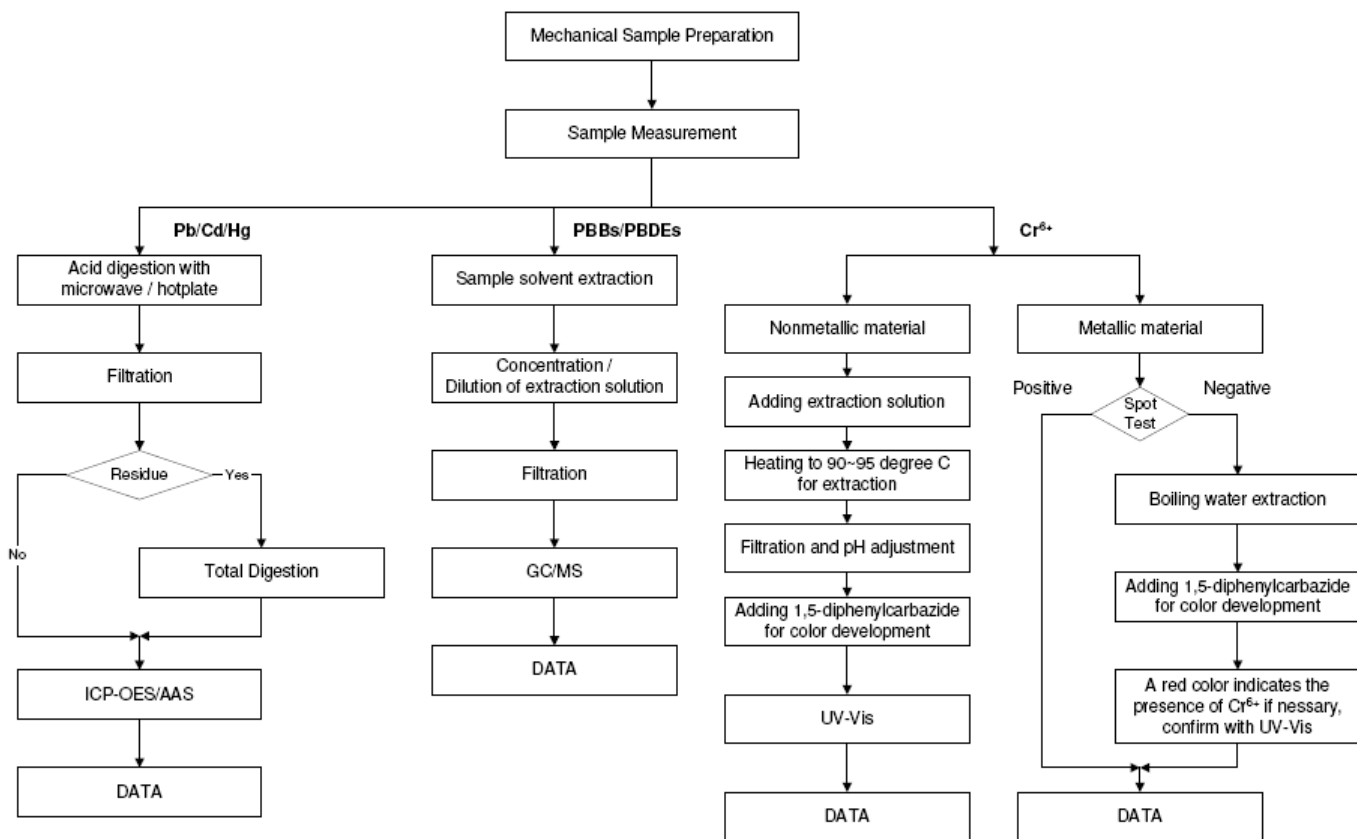 Mechanical Sample Preparation
Sample Measurement
Pb/Cd/Hg
PBBs/PBDEs
Cr⁶⁺
Acid digestion with
microwave / hotplate
Filtration
Residue
Yes
No
Total Digestion
ICP-OES/AAS
DATA
Sample solvent extraction
Concentration /
Dilution of extraction solution
Filtration
GC/MS
DATA
Nonmetallic material
Adding extraction solution
Heating to 90~95 degree C
for extraction
Filtration and pH adjustment
Adding 1,5-diphenylcarbazide
for color development
UV-Vis
DATA
Metallic material
Positive
Negative
Spot
Test
Boiling water extraction
Adding 1,5-diphenylcarbazide
for color development
A red color indicates the
presence of Cr⁶⁺ if nessary,
confirm with UV-Vis
DATA